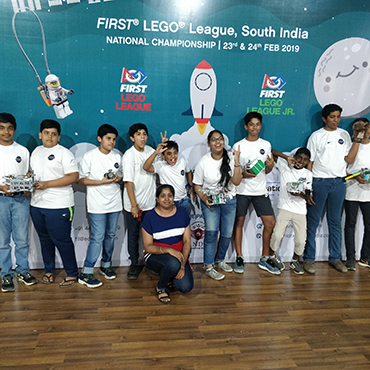 FIRST® LEGO® League, South India
NATIONAL CHAMPIONSHIP | 23rd & 24th FEB 2019
FIRST
LEGO
LEAGUE
FIRST
LEGO
LEAGUE JR.